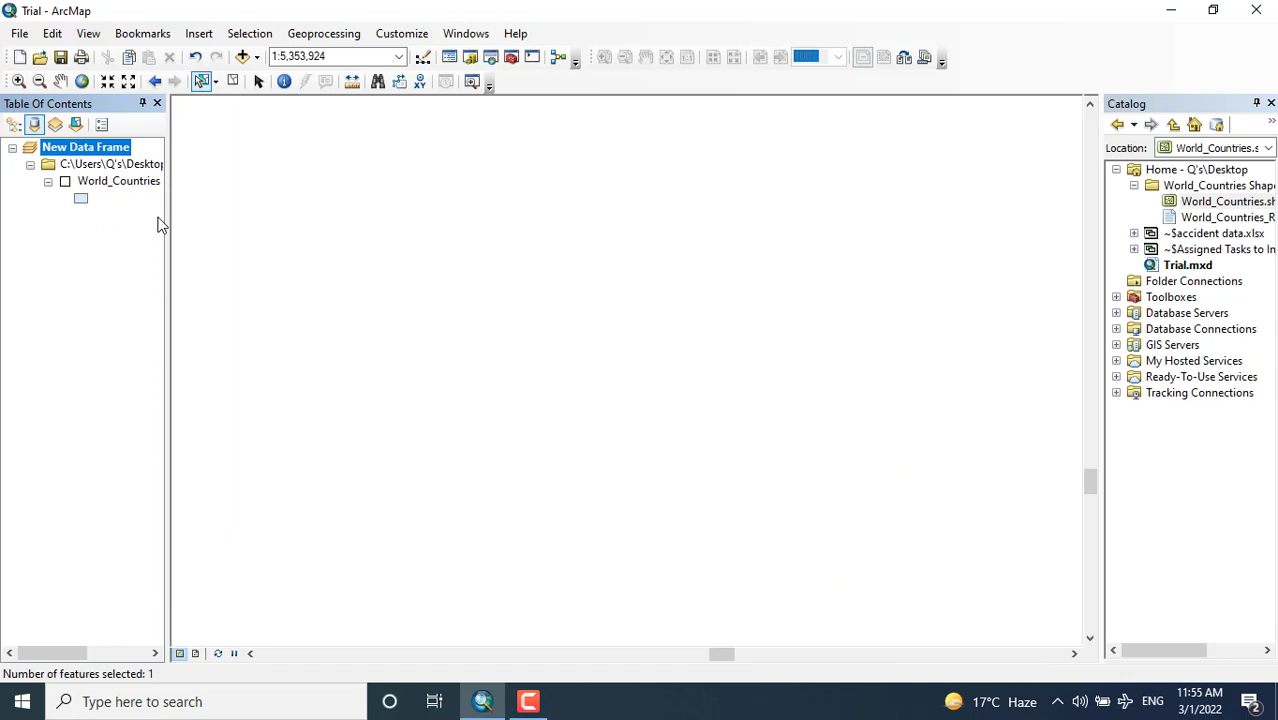 Trial - ArcMap
File Edit View Bookmarks Insert Selection Geoprocessing Customize Windows Help
1:5,353,924
Table Of Contents
New Data Frame
C:\Users\Q's\Desktop
World_Countries
Catalog
Location: World_Countries.s
Home - Q's\Desktop
World_Countries Shap
World_Countries.sh
World_Countries_R
~$accident data.xlsx
~$Assigned Tasks to In
Trial.mxd
Folder Connections
Toolboxes
Database Servers
Database Connections
GIS Servers
My Hosted Services
Ready-To-Use Services
Tracking Connections
Number of features selected: 1
Type here to search
17°C Haze
ENG
11:55 AM
3/1/2022
2